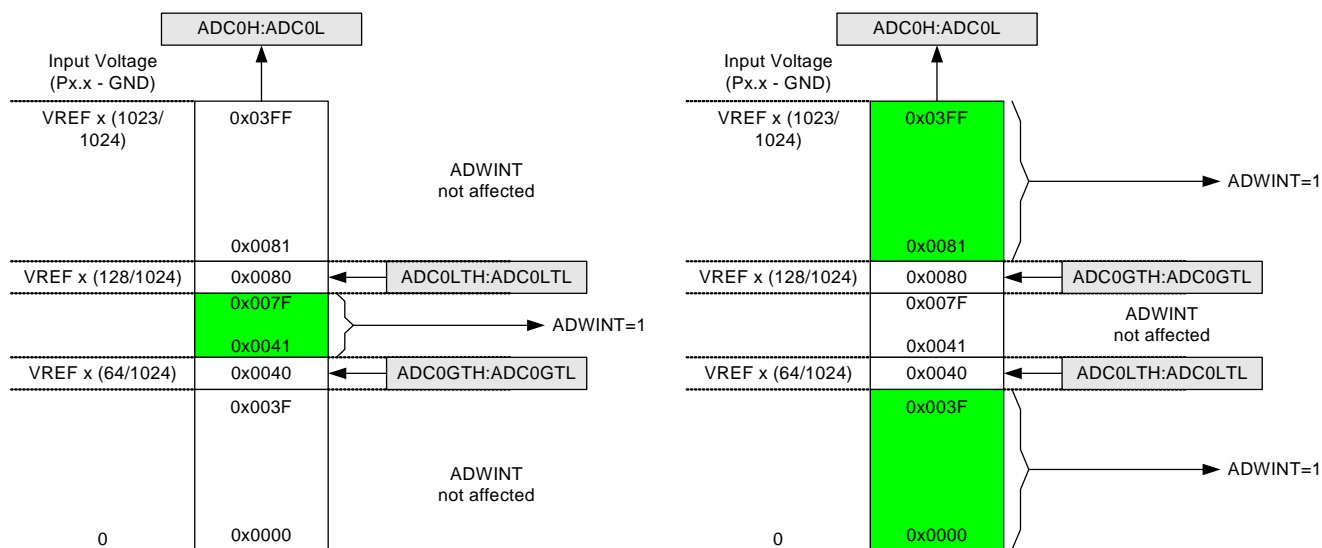 ADC0H:ADC0L
Input Voltage
(Px.x - GND)
VREF x (1023/
1024)
0x03FF
ADWINT
not affected
0x0081
VREF x (128/1024)
0x0080
ADC0LTH:ADC0LTL
0x007F
ADWINT=1
0x0041
VREF x (64/1024)
0x0040
ADC0GTH:ADC0GTL
0x003F
ADWINT
not affected
0
0x0000
ADC0H:ADC0L
Input Voltage
(Px.x - GND)
VREF x (1023/
1024)
0x03FF
ADWINT=1
0x0081
VREF x (128/1024)
0x0080
ADC0GTH:ADC0GTL
0x007F
ADWINT
not affected
0x0041
VREF x (64/1024)
0x0040
ADC0LTH:ADC0LTL
0x003F
ADWINT=1
0
0x0000